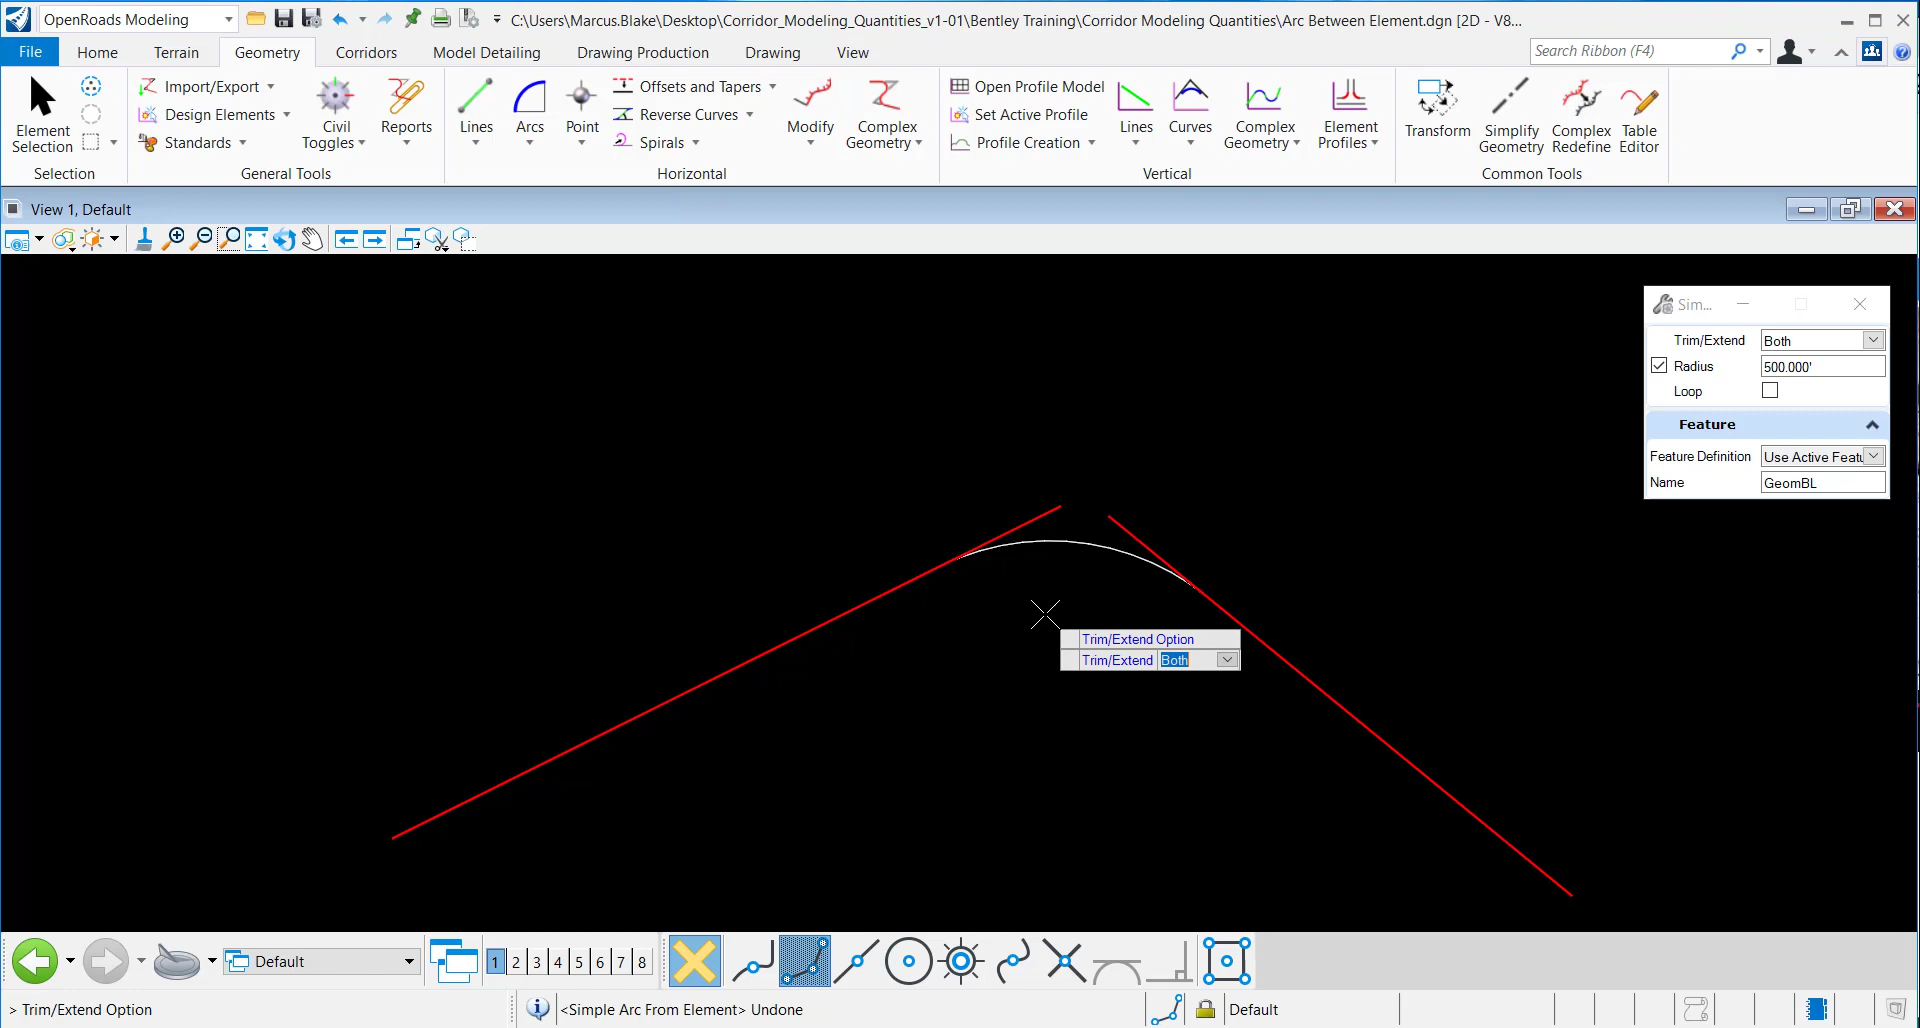 OpenRoads Modeling
C:\Users\Marcus.Blake\Desktop\Corridor_Modeling_Quantities_v1-01\Bentley Training\Corridor Modeling Quantities\Arc Between Element.dgn [2D - V8...
File
Home
Terrain
Geometry
Corridors
Model Detailing
Drawing Production
Drawing
View
Search Ribbon (F4)
Element
Selection
Selection
Import/Export
Design Elements
Standards
Civil
Toggles
Reports
General Tools
Lines
Arcs
Point
Offsets and Tapers
Reverse Curves
Spirals
Modify
Complex
Geometry
Horizontal
Open Profile Model
Set Active Profile
Profile Creation
Lines
Curves
Complex
Geometry
Element
Profiles
Vertical
Transform
Simplify
Geometry
Complex
Redefine
Table
Editor
Common Tools
View 1, Default
Sim...
Trim/Extend
Both
Radius
500.000'
Loop
Feature
Feature Definition
Use Active Featu
Name
GeomBL
Trim/Extend Option
Trim/Extend
Both
Default
1 2 3 4 5 6 7 8
> Trim/Extend Option
<Simple Arc From Element> Undone
Default